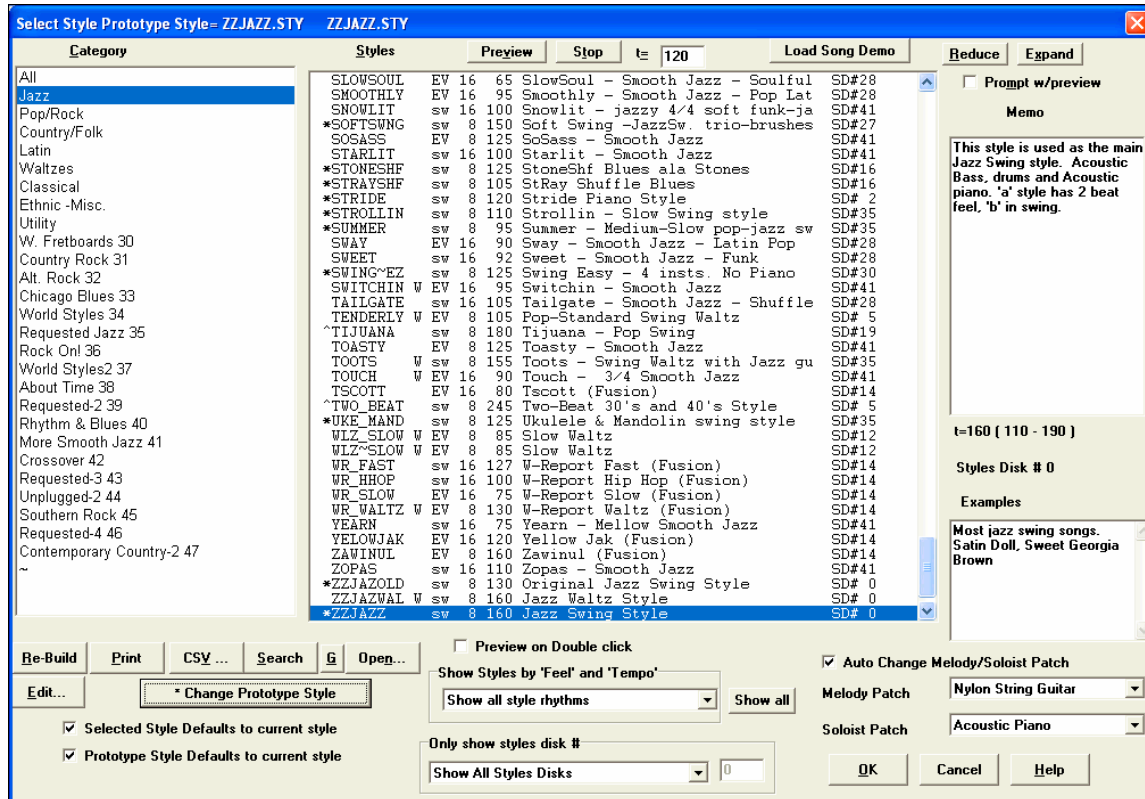 Select Style Prototype Style= ZZJAZZ.STY ZZJAZZ.STY
Category
Styles
Preview
Stop
t=
120
Load Song Demo
Reduce
Expand
All
Jazz
Pop/Rock
Country/Folk
Latin
Waltzes
Classical
Ethnic -Misc.
Utility
W. Fretboards 30
Country Rock 31
Alt. Rock 32
Chicago Blues 33
World Styles 34
Requested Jazz 35
Rock On! 36
World Styles2 37
About Time 38
Requested-2 39
Rhythm & Blues 40
More Smooth Jazz 41
Crossover 42
Requested-3 43
Unplugged-2 44
Southern Rock 45
Requested-4 46
Contemporary Country-2 47
~
SLOWSOUL EV 16 65 SlowSoul - Smooth Jazz - Soulful SD#28
SMOOTHLY EV 16 95 Smoothly - Smooth Jazz - Pop Lat SD#28
SNOWLIT sw 16 100 Snowlit - jazzy 4/4 soft funk-ja SD#41
*SOFTSWNG sw 8 150 Soft Swing -JazzSw. trio-brushes SD#27
SOSASS EV 8 125 SoSass - Smooth Jazz SD#41
STARLIT sw 16 100 Starlit - Smooth Jazz SD#41
*STONESHF sw 8 125 StoneShf Blues ala Stones SD#16
*STRAYSHF sw 8 105 StRay Shuffle Blues SD#16
*STRIDE sw 8 120 Stride Piano Style SD# 2
*STROLLIN sw 8 110 Strollin - Slow Swing style SD#35
*SUMMER sw 8 95 Summer - Medium-Slow pop-jazz sw SD#35
SWAY EV 16 90 Sway - Smooth Jazz - Latin Pop SD#28
SWEET sw 16 92 Sweet - Smooth Jazz - Funk SD#28
*SWING~EZ sw 8 125 Swing Easy - 4 insts. No Piano SD#30
SWITCHIN W EV 16 95 Switchin - Smooth Jazz SD#41
TAILGATE sw 16 105 Tailgate - Smooth Jazz - Shuffle SD#28
TENDERLY W EV 8 105 Pop-Standard Swing Waltz SD# 5
^TIJUANA sw 8 180 Tijuana - Pop Swing SD#19
TOASTY EV 8 125 Toasty - Smooth Jazz SD#41
TOOTS W sw 8 155 Toots - Swing Waltz with Jazz gu SD#35
TOUCH W EV 16 90 Touch - 3/4 Smooth Jazz SD#41
TSCOTT EV 16 80 Tscott (Fusion) SD#14
^TWO_BEAT sw 8 245 Two-Beat 30's and 40's Style SD# 5
*UKE_MAND sw 8 125 Ukulele & Mandolin swing style SD#35
WLZ_SLOW W EV 8 85 Slow Waltz SD#12
WLZ~SLOW W EV 8 85 Slow Waltz SD#12
WR_FAST sw 16 127 W-Report Fast (Fusion) SD#14
WR_HHOP sw 16 100 W-Report Hip Hop (Fusion) SD#14
WR_SLOW EV 16 75 W-Report Slow (Fusion) SD#14
WR_WALTZ W EV 8 130 W-Report Waltz (Fusion) SD#14
YEARN sw 16 75 Yearn - Mellow Smooth Jazz SD#41
YELOWJAK EV 16 120 Yellow Jak (Fusion) SD#14
ZAWINUL EV 8 160 Zawinul (Fusion) SD#14
ZOPAS sw 16 110 Zopas - Smooth Jazz SD#41
*ZZJAZOLD sw 8 130 Original Jazz Swing Style SD# 0
ZZJAZWAL W sw 8 160 Jazz Waltz Style SD# 0
*ZZJAZZ sw 8 160 Jazz Swing Style SD# 0
Prompt w/preview
Memo
This style is used as the main
Jazz Swing style. Acoustic
Bass, drums and Acoustic
piano. 'a' style has 2 beat
feel, 'b' in swing.
t=160 ( 110 - 190 )
Styles Disk # 0
Examples
Most jazz swing songs.
Satin Doll, Sweet Georgia
Brown
Re-Build
Print
CSV ...
Search
G
Open...
Edit...
* Change Prototype Style
Selected Style Defaults to current style
Prototype Style Defaults to current style
Preview on Double click
Show Styles by 'Feel' and 'Tempo'
Show all style rhythms
Show all
Only show styles disk #
Show All Styles Disks
0
Auto Change Melody/Soloist Patch
Melody Patch
Nylon String Guitar
Soloist Patch
Acoustic Piano
OK
Cancel
Help